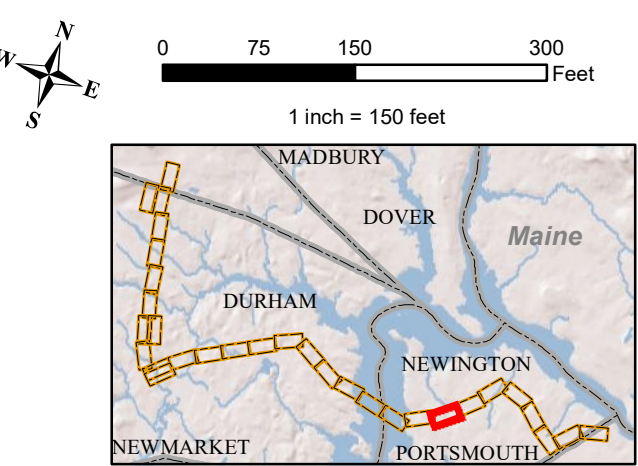 N
W
E
S
0 75 150 300
Feet
1 inch = 150 feet
MADBURY
DOVER
Maine
DURHAM
NEWINGTON
NEWMARKET
PORTSMOUTH